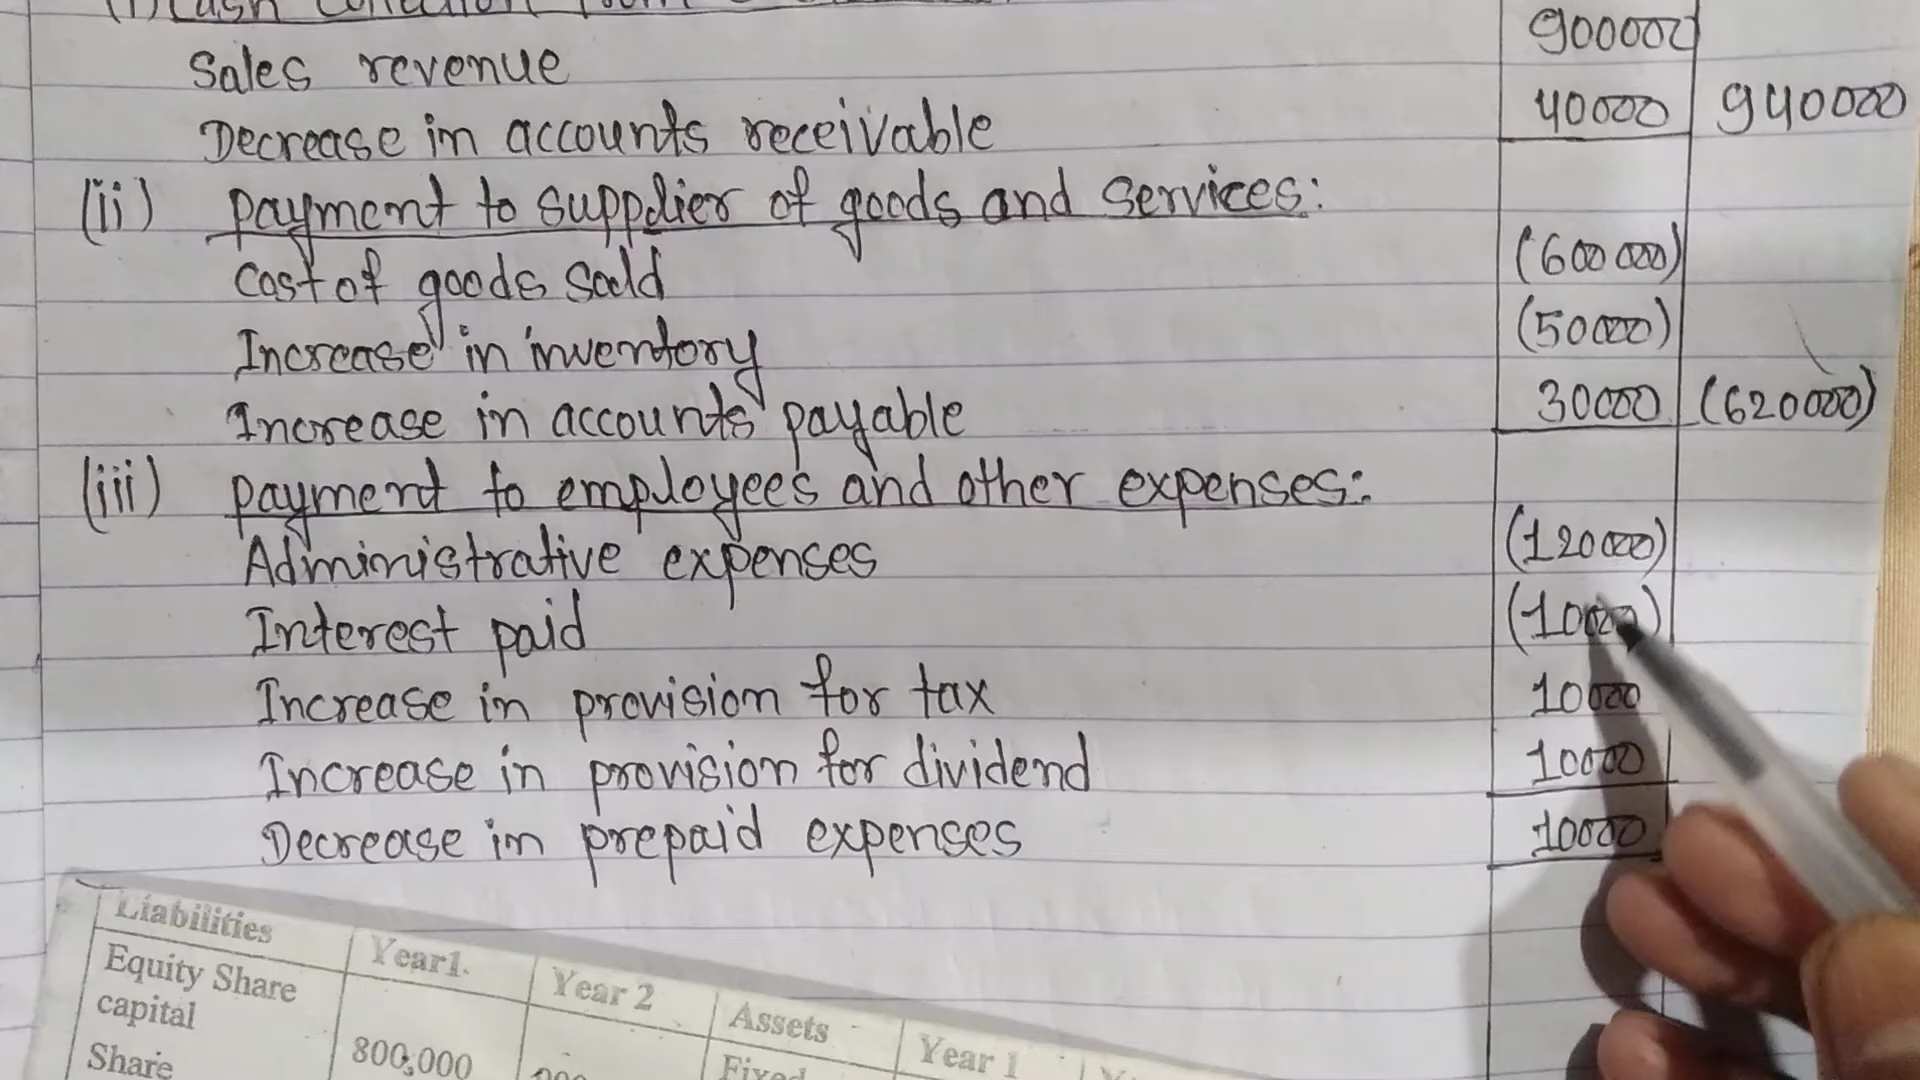 Sales revenue 900000
Decrease in accounts receivable 40000 940000
(ii) payment to supplier of goods and services:
Cost of goods sold (600000)
Increase in inventory (50000)
Increase in accounts payable 30000 (620000)
(iii) payment to employees and other expenses:
Administrative expenses (120000)
Interest paid (10000)
Increase in provision for tax 10000
Increase in provision for dividend 10000
Decrease in prepaid expenses 10000
Liabilities Year1. Year 2 Assets Year 1
Equity Share
capital 800,000
Share